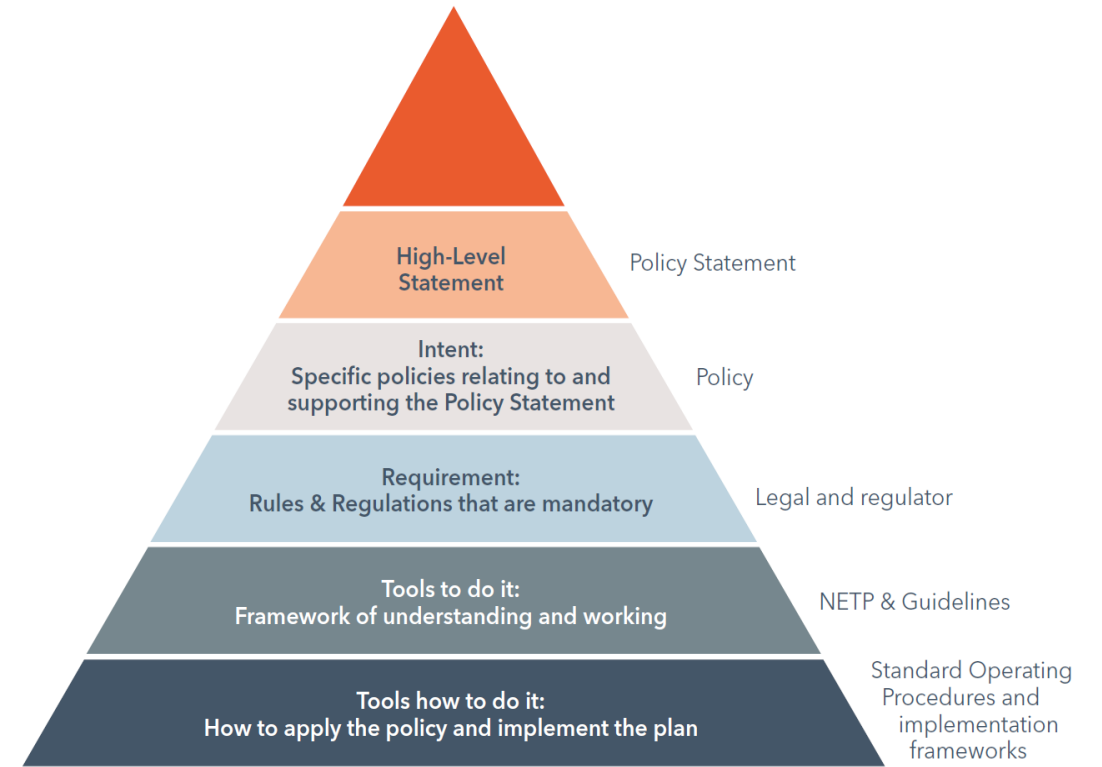 High-Level
Statement
Policy Statement
Intent:
Specific policies relating to and
supporting the Policy Statement
Policy
Requirement:
Rules & Regulations that are mandatory
Legal and regulator
Tools to do it:
Framework of understanding and working
NETP & Guidelines
Tools how to do it:
How to apply the policy and implement the plan
Standard Operating
Procedures and
implementation
frameworks